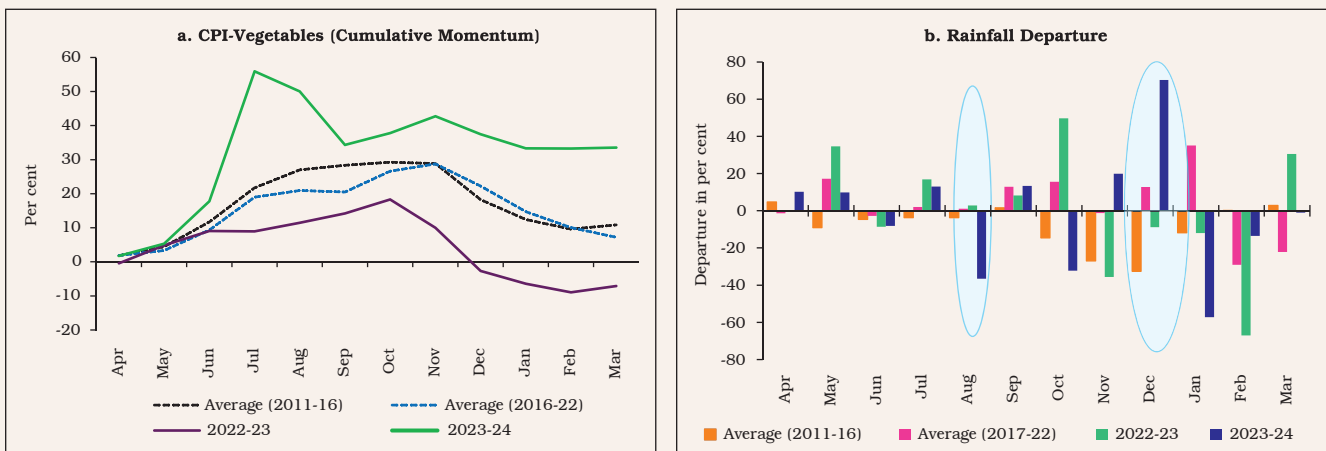 a. CPI-Vegetables (Cumulative Momentum)
Per cent
60
50
40
30
20
10
0
-10
-20
Apr
May
Jun
Jul
Aug
Sep
Oct
Nov
Dec
Jan
Feb
Mar
Average (2011-16)
Average (2016-22)
2022-23
2023-24
b. Rainfall Departure
Departure in per cent
80
60
40
20
0
-20
-40
-60
-80
Apr
May
Jun
Jul
Aug
Sep
Oct
Nov
Dec
Jan
Feb
Mar
Average (2011-16)
Average (2017-22)
2022-23
2023-24